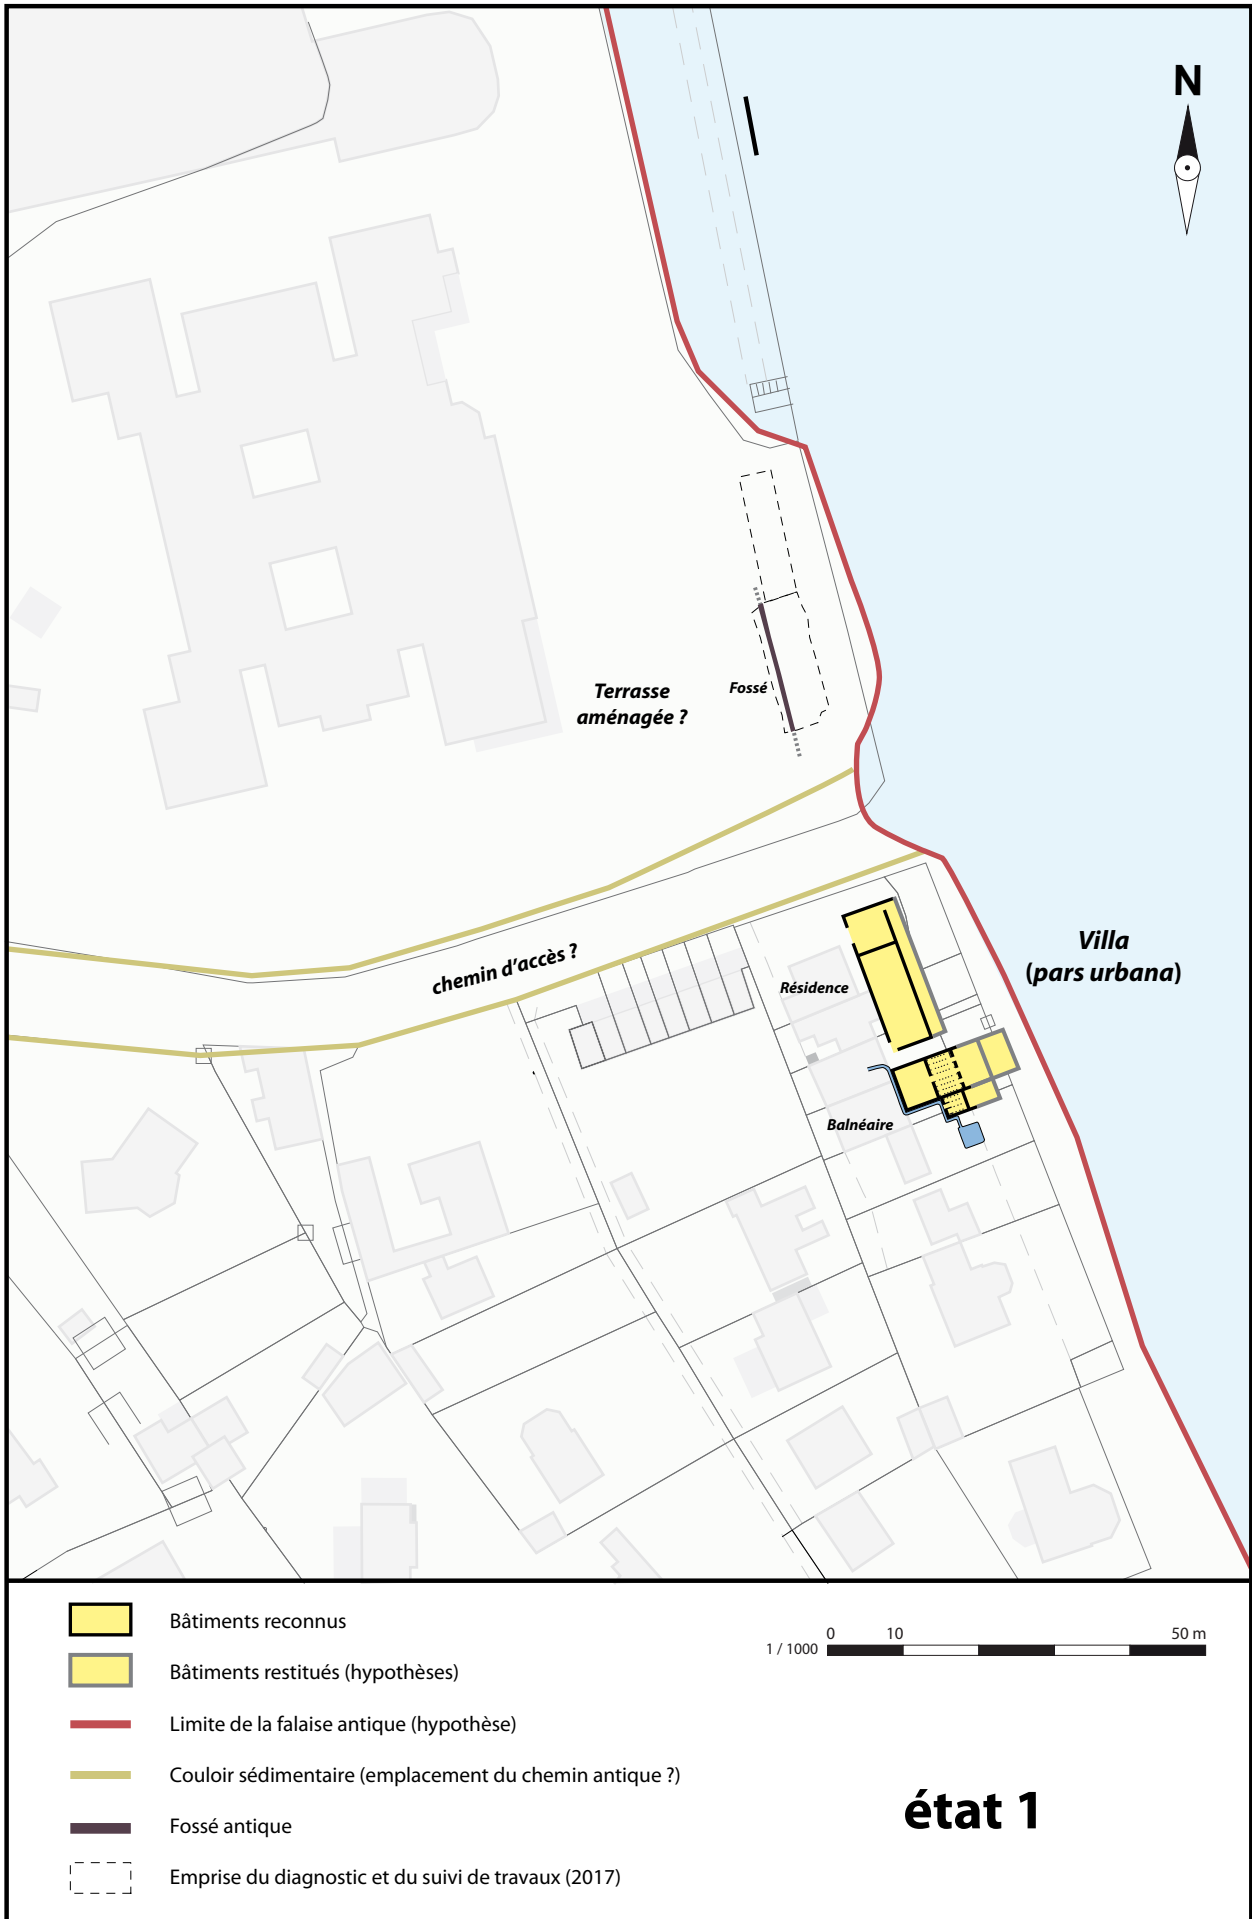 N
Terrasse
aménagée ?
Fossé
chemin d'accès ?
Villa
(pars urbana)
Résidence
Balnéaire
Bâtiments reconnus
Bâtiments restitués (hypothèses)
Limite de la falaise antique (hypothèse)
Couloir sédimentaire (emplacement du chemin antique ?)
Fossé antique
Emprise du diagnostic et du suivi de travaux (2017)
0 10 50 m
1 / 1000
état 1